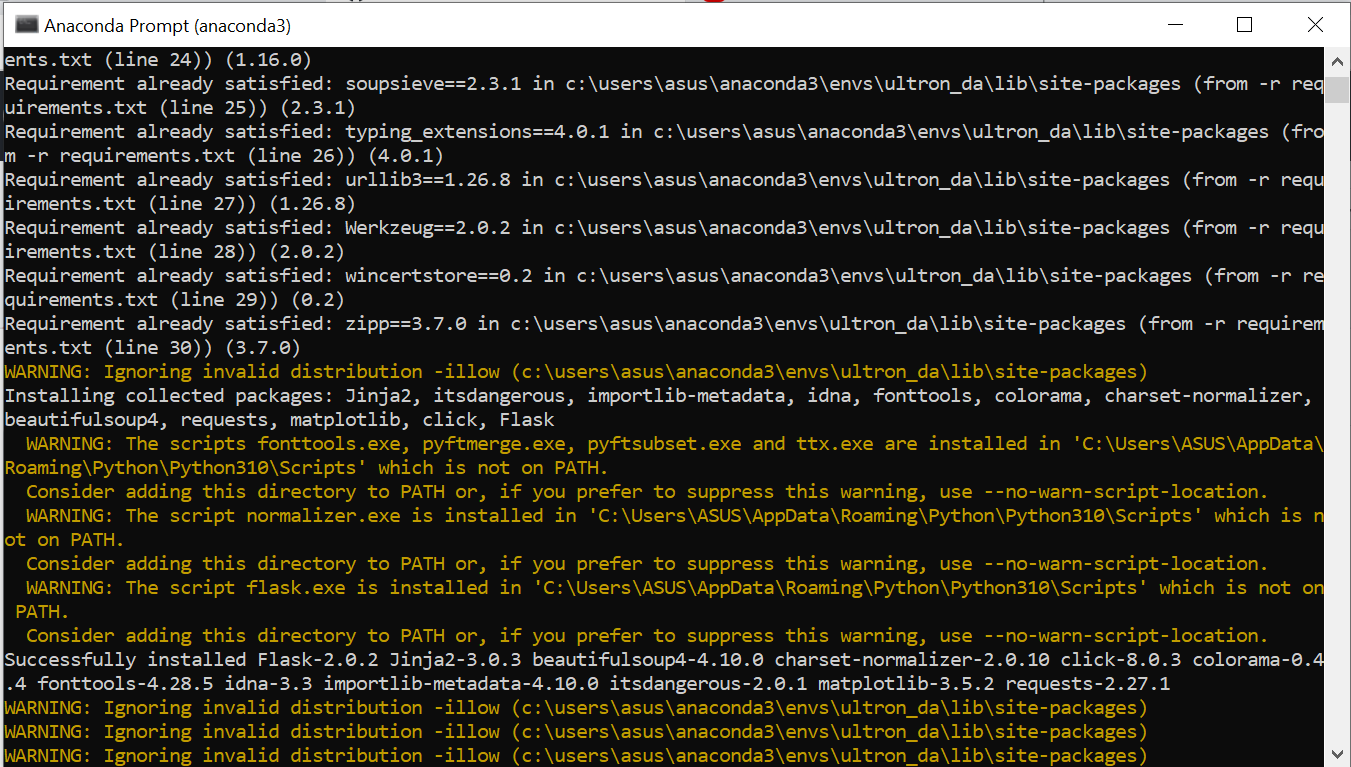 Anaconda Prompt (anaconda3)
ents.txt (line 24)) (1.16.0)
Requirement already satisfied: soupsieve==2.3.1 in c:\users\asus\anaconda3\envs\ultron_da\lib\site-packages (from -r req
uirements.txt (line 25)) (2.3.1)
Requirement already satisfied: typing_extensions==4.0.1 in c:\users\asus\anaconda3\envs\ultron_da\lib\site-packages (fro
m -r requirements.txt (line 26)) (4.0.1)
Requirement already satisfied: urllib3==1.26.8 in c:\users\asus\anaconda3\envs\ultron_da\lib\site-packages (from -r requ
irements.txt (line 27)) (1.26.8)
Requirement already satisfied: Werkzeug==2.0.2 in c:\users\asus\anaconda3\envs\ultron_da\lib\site-packages (from -r requ
irements.txt (line 28)) (2.0.2)
Requirement already satisfied: wincertstore==0.2 in c:\users\asus\anaconda3\envs\ultron_da\lib\site-packages (from -r re
quirements.txt (line 29)) (0.2)
Requirement already satisfied: zipp==3.7.0 in c:\users\asus\anaconda3\envs\ultron_da\lib\site-packages (from -r requirem
ents.txt (line 30)) (3.7.0)
WARNING: Ignoring invalid distribution -illow (c:\users\asus\anaconda3\envs\ultron_da\lib\site-packages)
Installing collected packages: Jinja2, itsdangerous, importlib-metadata, idna, fonttools, colorama, charset-normalizer,
beautifulsoup4, requests, matplotlib, click, Flask
WARNING: The scripts fonttools.exe, pyftmerge.exe, pyftsubset.exe and ttx.exe are installed in 'C:\Users\ASUS\AppData\
Roaming\Python\Python310\Scripts' which is not on PATH.
Consider adding this directory to PATH or, if you prefer to suppress this warning, use --no-warn-script-location.
WARNING: The script normalizer.exe is installed in 'C:\Users\ASUS\AppData\Roaming\Python\Python310\Scripts' which is n
ot on PATH.
Consider adding this directory to PATH or, if you prefer to suppress this warning, use --no-warn-script-location.
WARNING: The script flask.exe is installed in 'C:\Users\ASUS\AppData\Roaming\Python\Python310\Scripts' which is not on
PATH.
Consider adding this directory to PATH or, if you prefer to suppress this warning, use --no-warn-script-location.
Successfully installed Flask-2.0.2 Jinja2-3.0.3 beautifulsoup4-4.10.0 charset-normalizer-2.0.10 click-8.0.3 colorama-0.4
.4 fonttools-4.28.5 idna-3.3 importlib-metadata-4.10.0 itsdangerous-2.0.1 matplotlib-3.5.2 requests-2.27.1
WARNING: Ignoring invalid distribution -illow (c:\users\asus\anaconda3\envs\ultron_da\lib\site-packages)
WARNING: Ignoring invalid distribution -illow (c:\users\asus\anaconda3\envs\ultron_da\lib\site-packages)
WARNING: Ignoring invalid distribution -illow (c:\users\asus\anaconda3\envs\ultron_da\lib\site-packages)